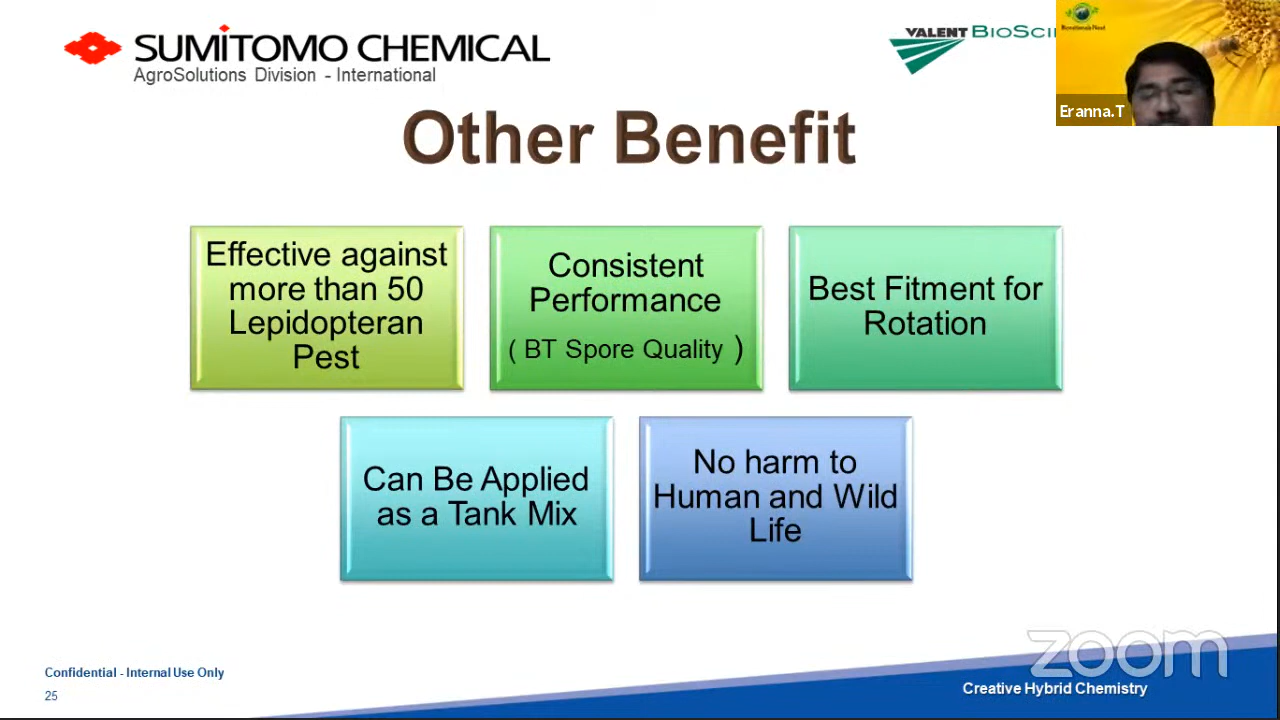 SUMITOMO CHEMICAL
AgroSolutions Division - International
VALENT
Eranna.T
Other Benefit
Effective against
more than 50
Lepidopteran
Pest
Consistent
Performance
( BT Spore Quality )
Best Fitment for
Rotation
Can Be Applied
as a Tank Mix
No harm to
Human and Wild
Life
zoom
Confidential - Internal Use Only
25
Creative Hybrid Chemistry